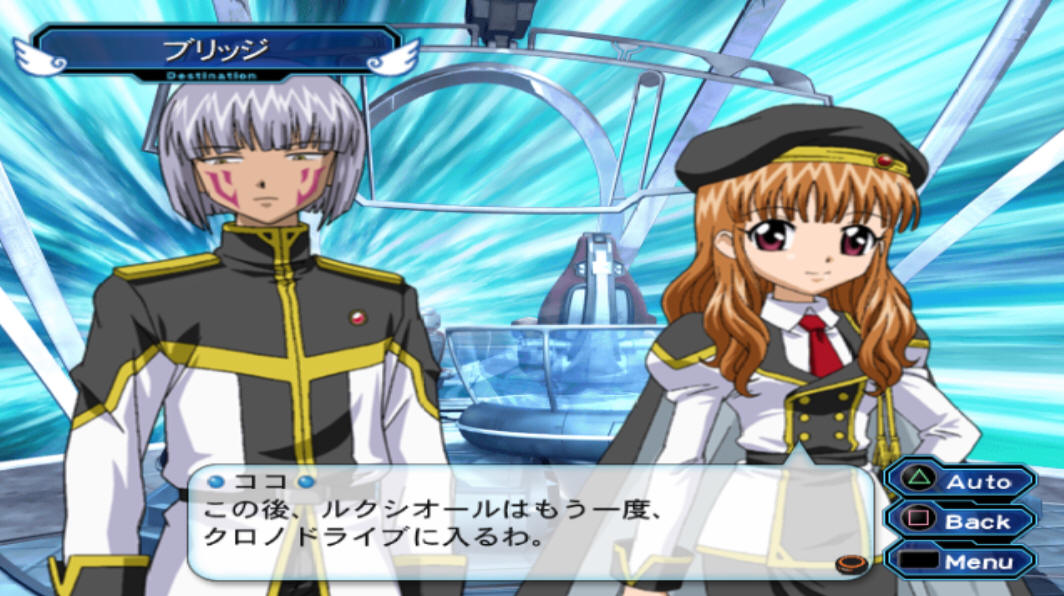 ブリッジ
Destination
ココ
この後、ルクシオールはもう一度、
クロノドライブに入るわ。
Auto
Back
Menu